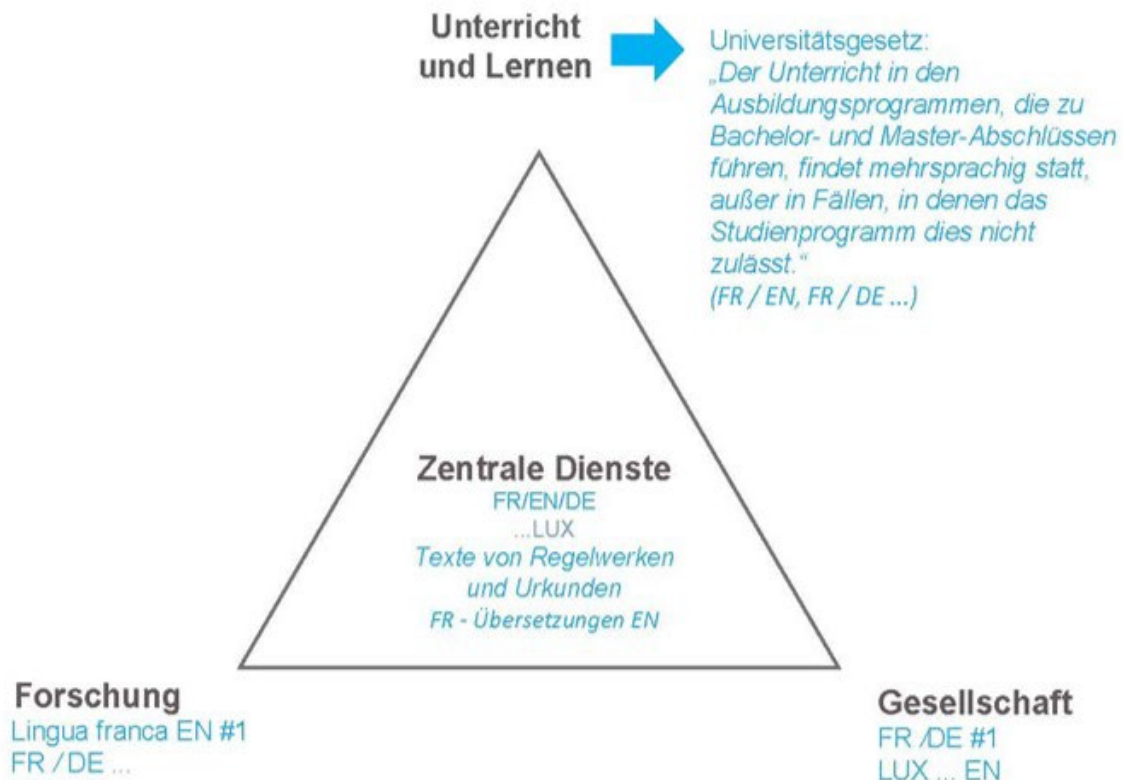 Unterricht
und Lernen
Universitätsgesetz:
„Der Unterricht in den
Ausbildungsprogrammen, die zu
Bachelor- und Master-Abschlüssen
führen, findet mehrsprachig statt,
außer in Fällen, in denen das
Studienprogramm dies nicht
zulässt.“
(FR / EN, FR / DE ...)
Zentrale Dienste
FR/EN/DE
...LUX
Texte von Regelwerken
und Urkunden
FR - Übersetzungen EN
Forschung
Lingua franca EN #1
FR / DE ...
Gesellschaft
FR /DE #1
LUX ... EN